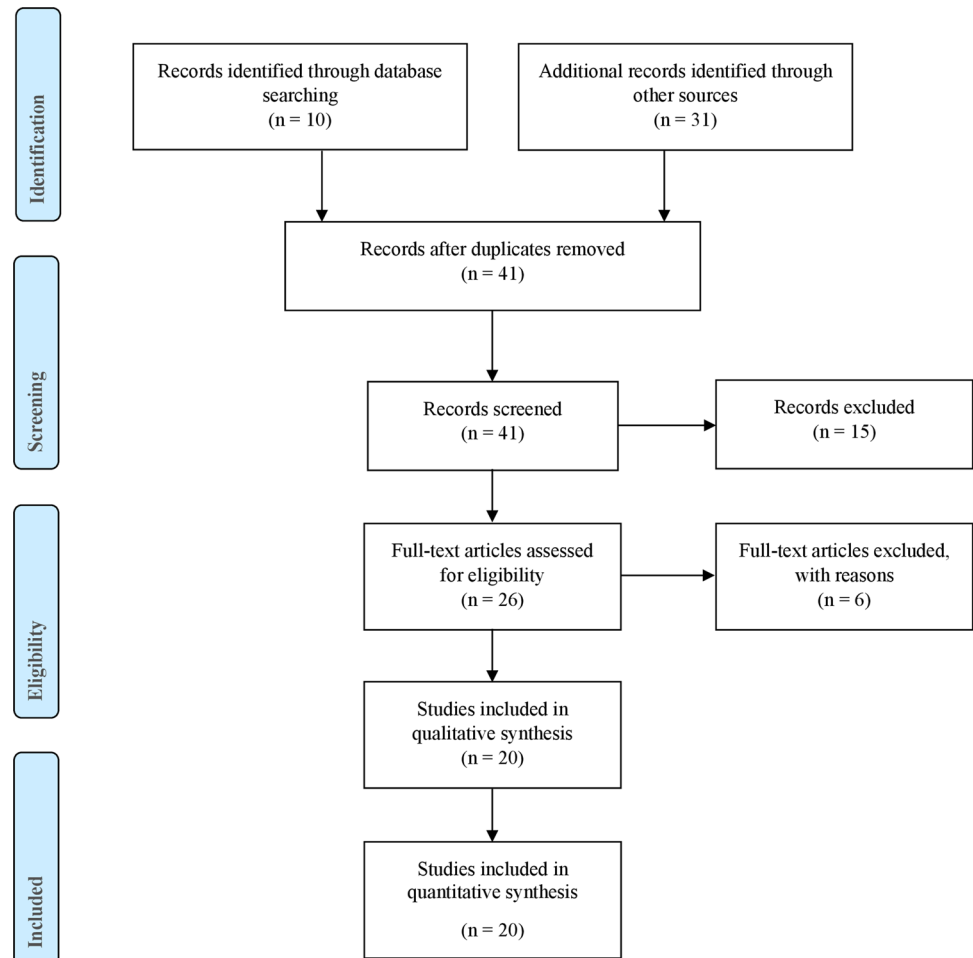 Identification
Records identified through database
searching
(n = 10)
Additional records identified through
other sources
(n = 31)
Records after duplicates removed
(n = 41)
Screening
Records screened
(n = 41)
Records excluded
(n = 15)
Eligibility
Full-text articles assessed
for eligibility
(n = 26)
Full-text articles excluded,
with reasons
(n = 6)
Studies included in
qualitative synthesis
(n = 20)
Included
Studies included in
quantitative synthesis
(n = 20)